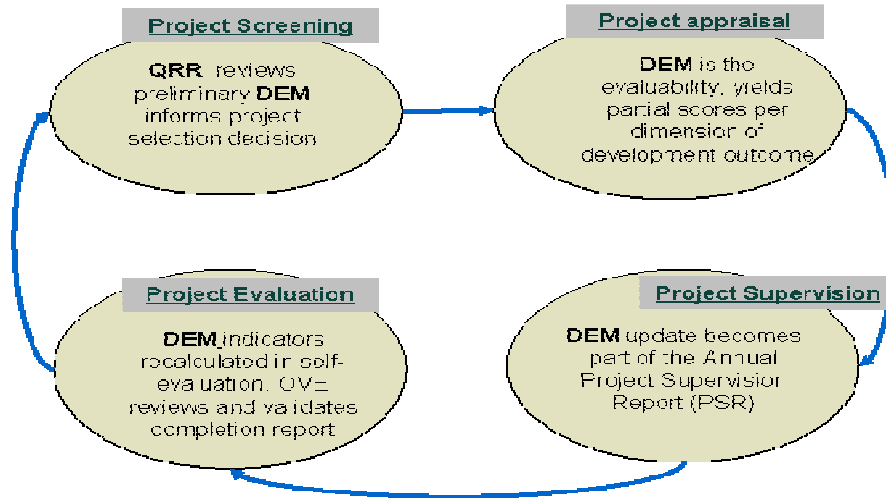 Project Screening
QRR reviews
preliminary DEM
informs project
selection decision
Project appraisal
DEM is the
evaluability, yields
partial scores per
dimension of
development outcome
Project Supervision
DEM update becomes
part of the Annual
Project Supervision
Report (PSR)
Project Evaluation
DEM indicators
recalculated in self-
evaluation. OVE
reviews and validates
completion report